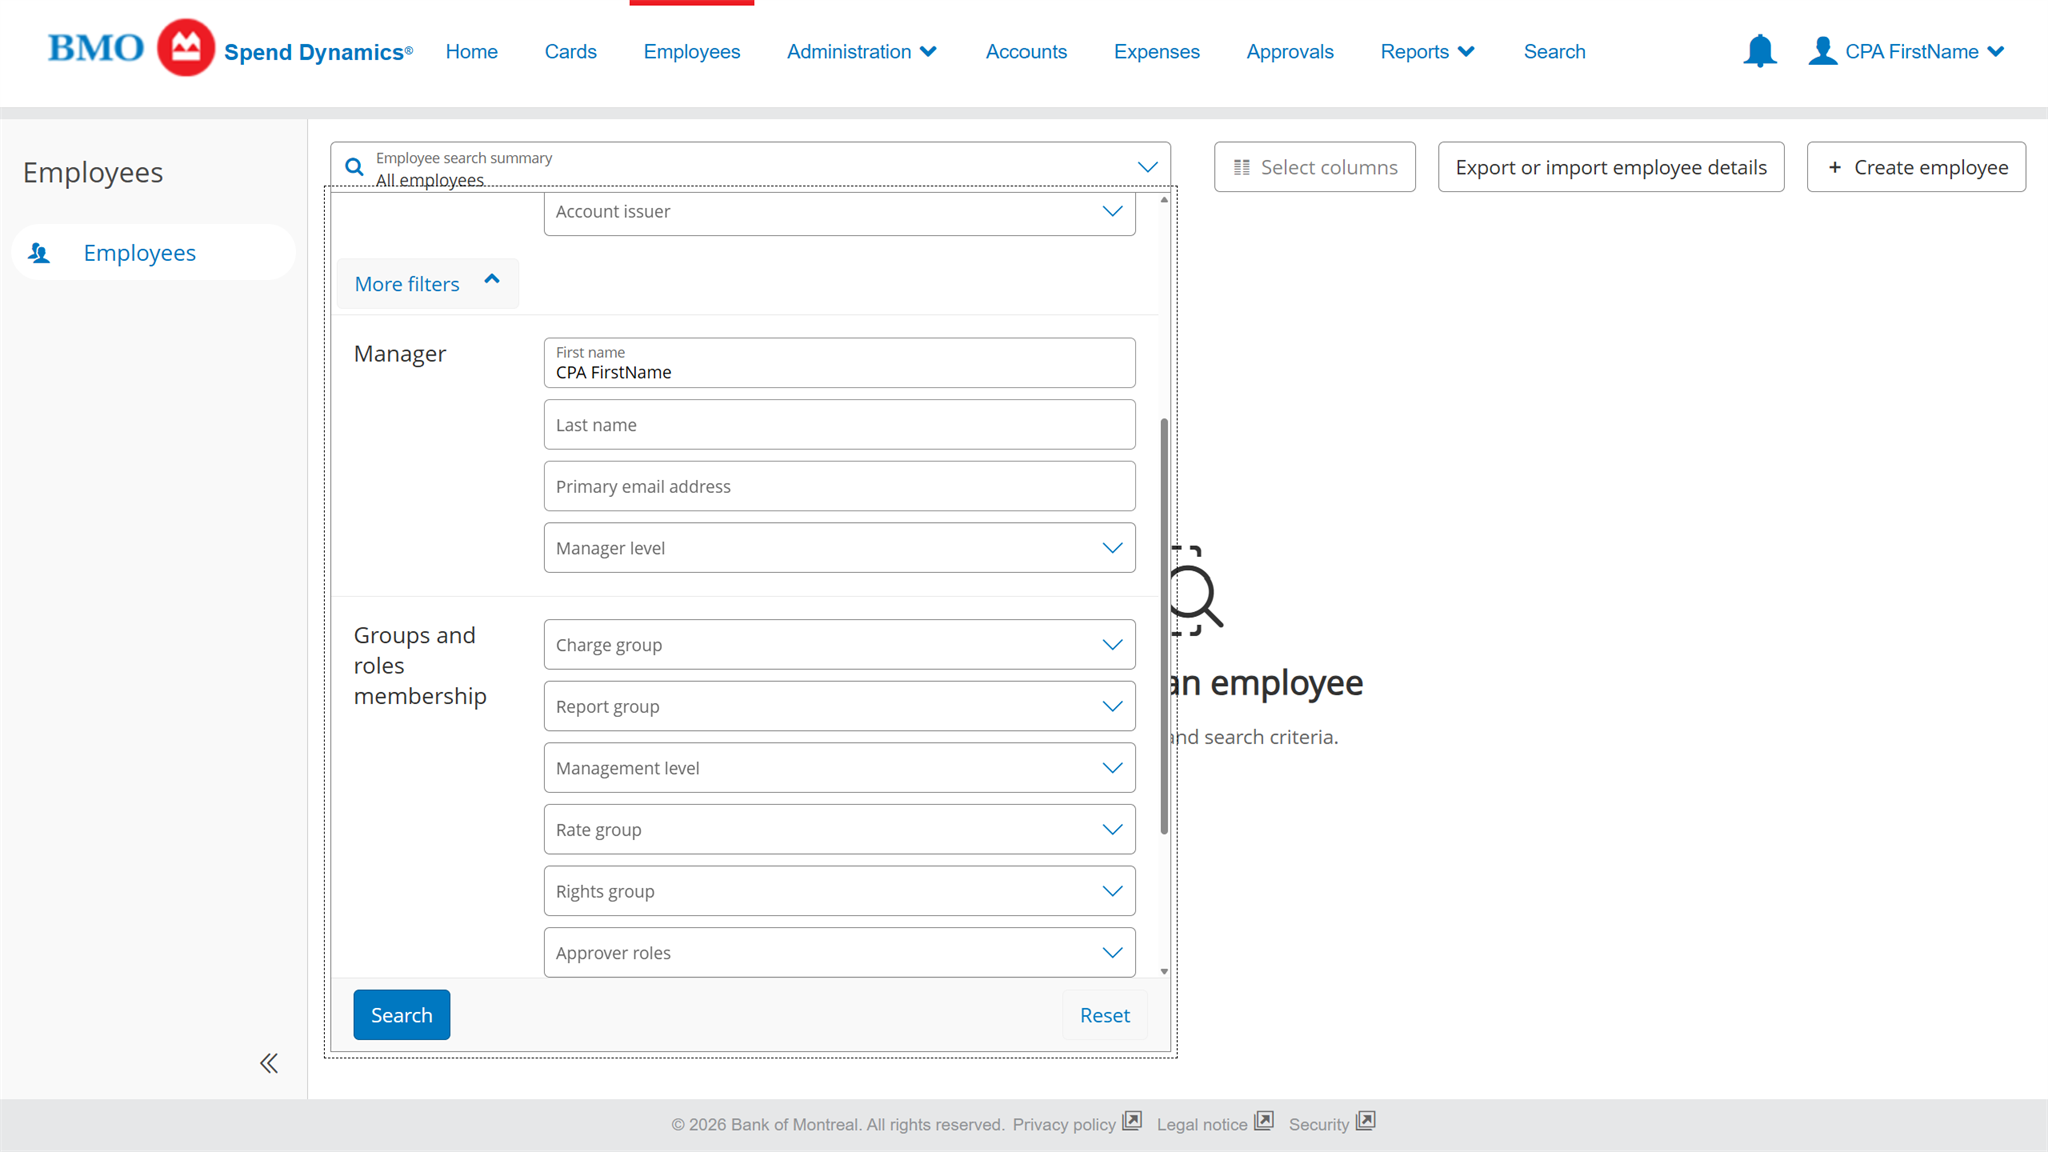 BMO Spend Dynamics® Home Cards Employees Administration Accounts Expenses Approvals Reports Search CPA FirstName
Employees
Employees
Employee search summary
All employees
Select columns
Export or import employee details
+ Create employee
Account issuer
More filters
Manager
First name
CPA FirstName
Last name
Primary email address
Manager level
Groups and
roles
membership
Charge group
Report group
Management level
Rate group
Rights group
Approver roles
Search
Reset
an employee
and search criteria.
© 2026 Bank of Montreal. All rights reserved. Privacy policy Legal notice Security